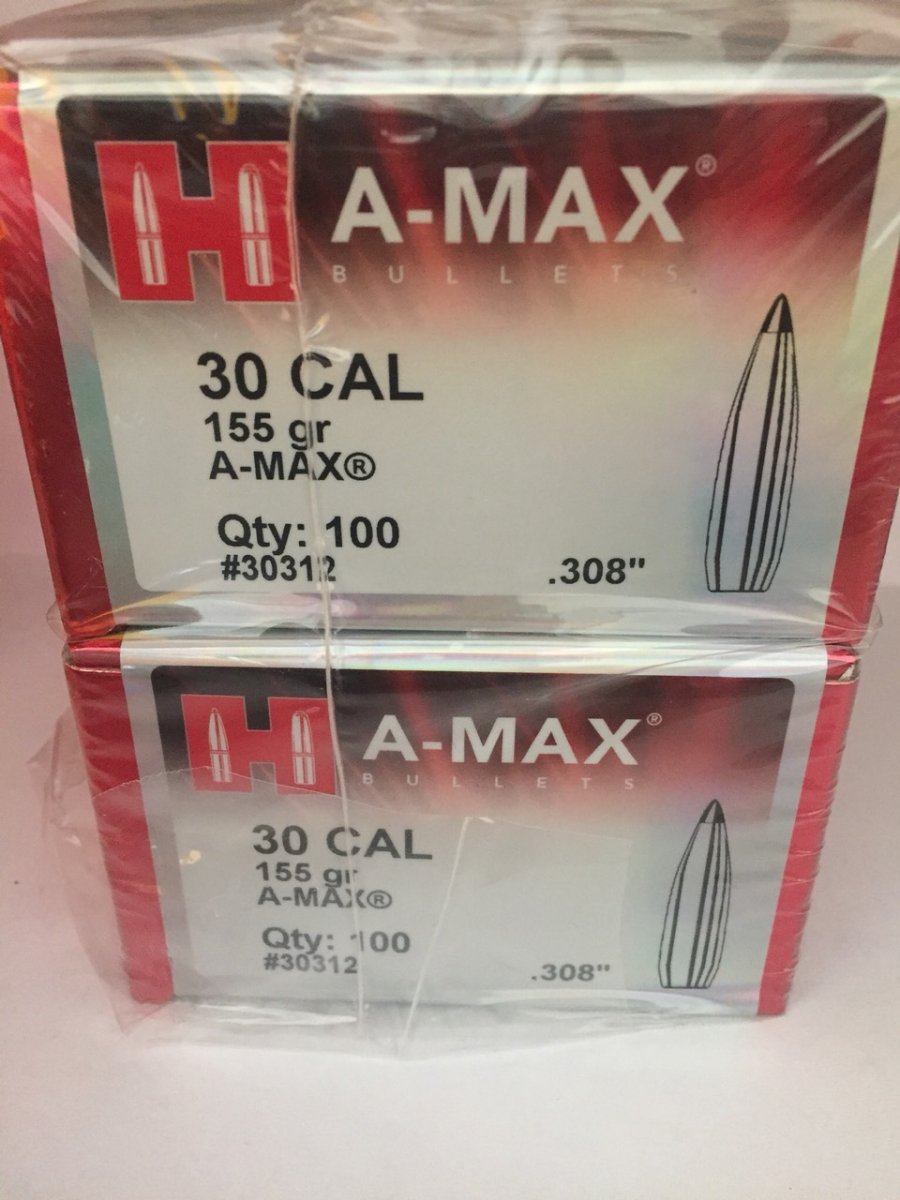 H A-MAX®
BULLETS
30 CAL
155 gr
A-MAX®
Qty: 100
#30312 .308"
H A-MAX®
BULLETS
30 CAL
155 gr
A-MAX®
Qty: 100
#30312 .308"